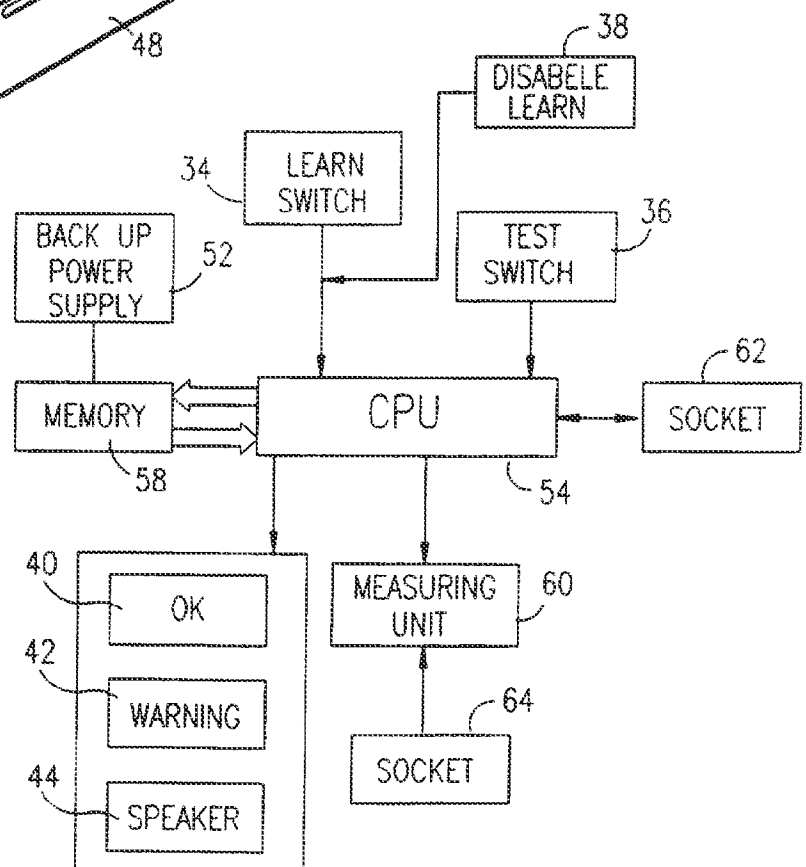 48
38
DISABELE
LEARN
34
LEARN
SWITCH
36
TEST
SWITCH
BACK UP
POWER
SUPPLY
52
62
SOCKET
CPU
54
MEMORY
58
40
OK
MEASURING
UNIT
60
42
WARNING
64
SOCKET
44
SPEAKER